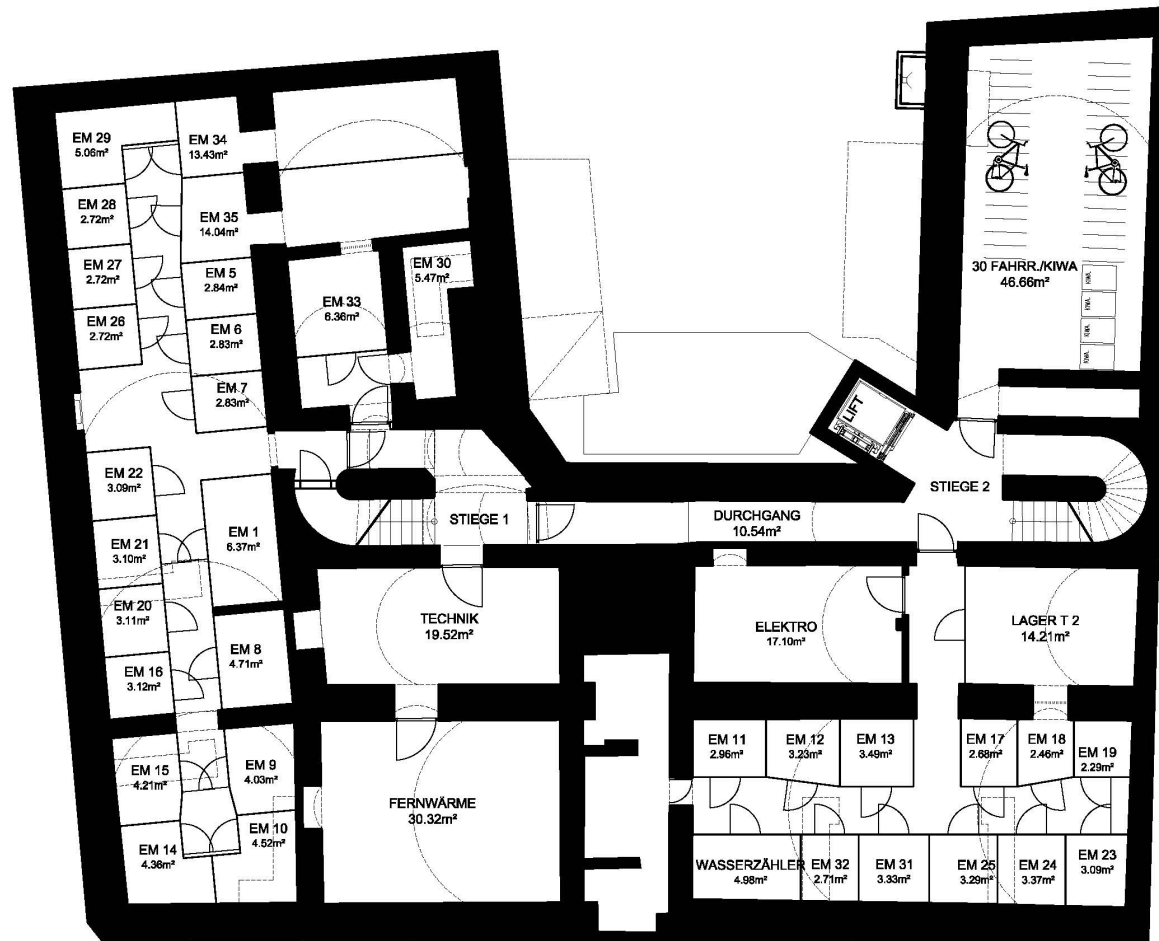 EM 29
5.06m²
EM 34
13.43m²
EM 28
2.72m²
EM 35
14.04m²
EM 27
2.72m²
EM 5
2.84m²
EM 26
2.72m²
EM 6
2.83m²
EM 7
2.83m²
EM 33
6.36m²
EM 30
5.47m²
30 FAHRR./KIWA
46.66m²
KIWA
KIWA
KIWA
KIWA
LIFT
EM 22
3.09m²
EM 1
6.37m²
EM 21
3.10m²
EM 20
3.11m²
EM 16
3.12m²
EM 8
4.71m²
STIEGE 1
DURCHGANG
10.54m²
STIEGE 2
TECHNIK
19.52m²
ELEKTRO
17.10m²
LAGER T 2
14.21m²
EM 15
4.21m²
EM 9
4.03m²
EM 14
4.36m²
EM 10
4.52m²
FERNWÄRME
30.32m²
EM 11
2.96m²
EM 12
3.23m²
EM 13
3.49m²
EM 17
2.68m²
EM 18
2.46m²
EM 19
2.29m²
WASSERZÄHLER
4.98m²
EM 32
2.71m²
EM 31
3.33m²
EM 25
3.29m²
EM 24
3.37m²
EM 23
3.09m²